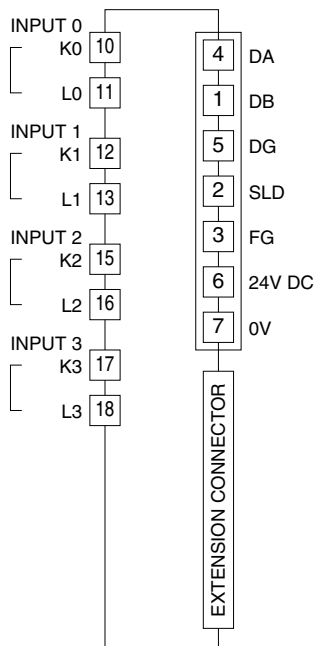 INPUT 0
K0 10
L0 11
INPUT 1
K1 12
L1 13
INPUT 2
K2 15
L2 16
INPUT 3
K3 17
L3 18
4 DA
1 DB
5 DG
2 SLD
3 FG
6 24V DC
7 0V
EXTENSION CONNECTOR